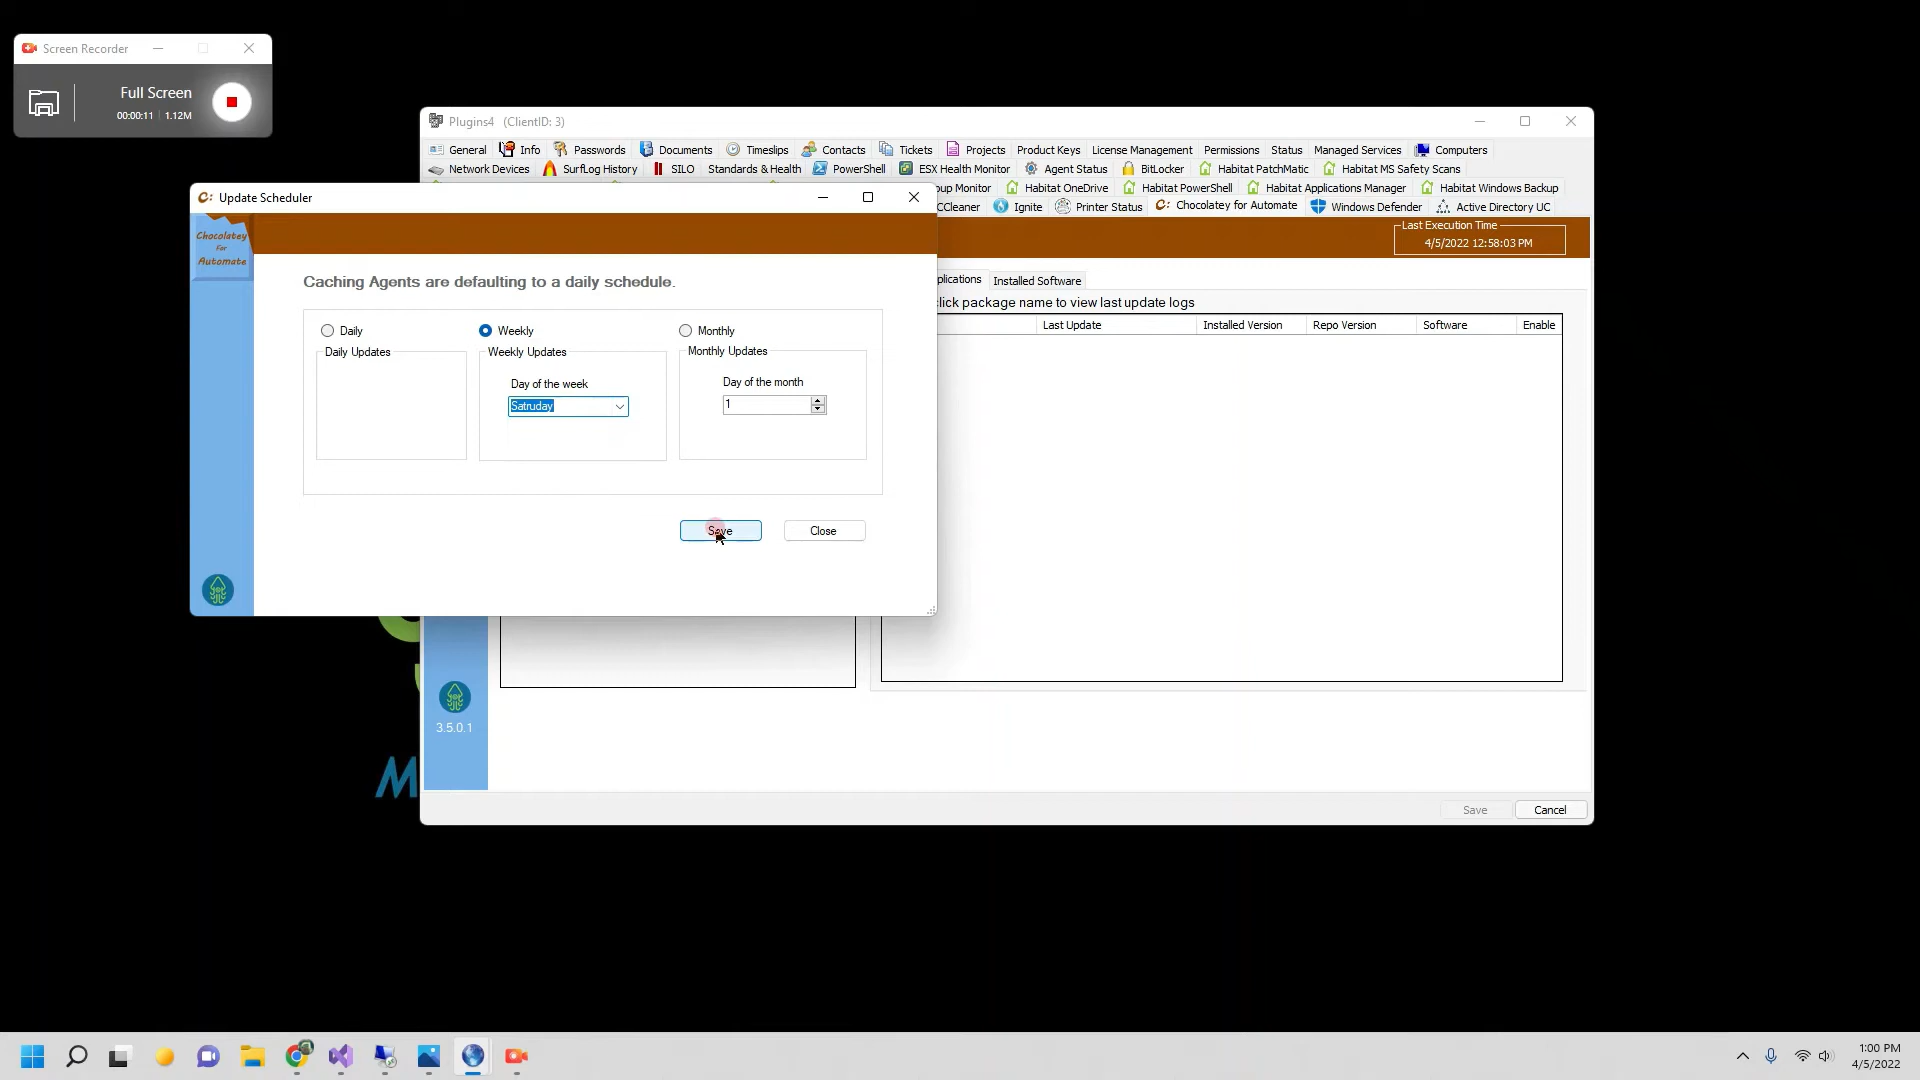 Screen Recorder
Full Screen
00:00:11 | 1.12M
Plugins4 (ClientID: 3)
General Info Passwords Documents Timeslips Contacts Tickets Projects Product Keys License Management Permissions Status Managed Services Computers
Network Devices SurfLog History SILO Standards & Health PowerShell ESX Health Monitor Agent Status BitLocker Habitat PatchMatic Habitat MS Safety Scans
oup Monitor Habitat OneDrive Habitat PowerShell Habitat Applications Manager Habitat Windows Backup
CCleaner Ignite Printer Status Chocolatey for Automate Windows Defender Active Directory UC
Last Execution Time
4/5/2022 12:58:03 PM
plications Installed Software
lick package name to view last update logs
Last Update Installed Version Repo Version Software Enable
Update Scheduler
Chocolatey
For
Automate
Caching Agents are defaulting to a daily schedule.
Daily Weekly Monthly
Daily Updates Weekly Updates Monthly Updates
Day of the week Day of the month
Satruday 1
Save Close
3.5.0.1
M
Save Cancel
1:00 PM
4/5/2022